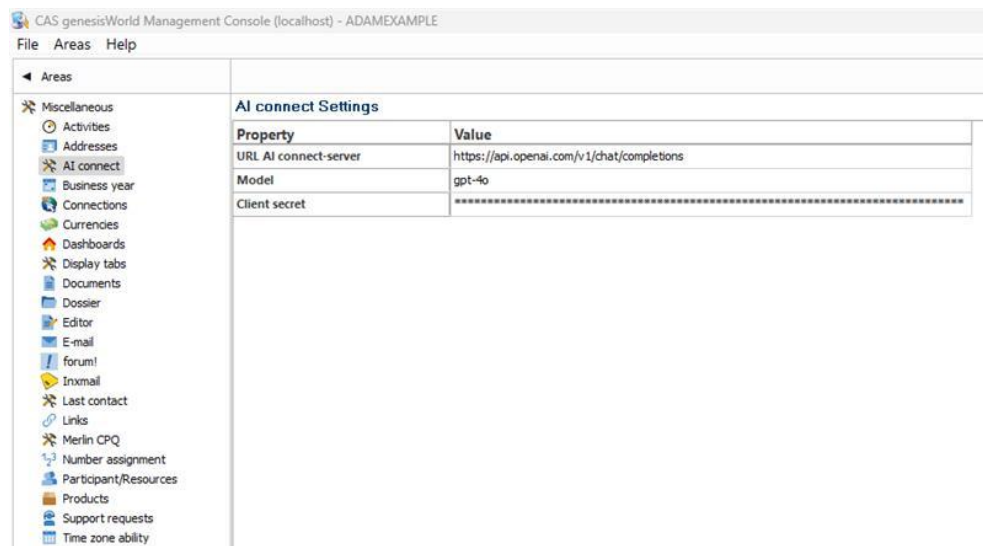 CAS genesisWorld Management Console (localhost) - ADAMEXAMPLE
File Areas Help
Areas
Miscellaneous
Activities
Addresses
AI connect
Business year
Connections
Currencies
Dashboards
Display tabs
Documents
Dossier
Editor
E-mail
forum!
Inxmail
Last contact
Links
Merlin CPQ
Number assignment
Participant/Resources
Products
Support requests
Time zone ability
AI connect Settings
Property Value
URL AI connect-server https://api.openai.com/v1/chat/completions
Model gpt-4o
Client secret ******************************************************************************